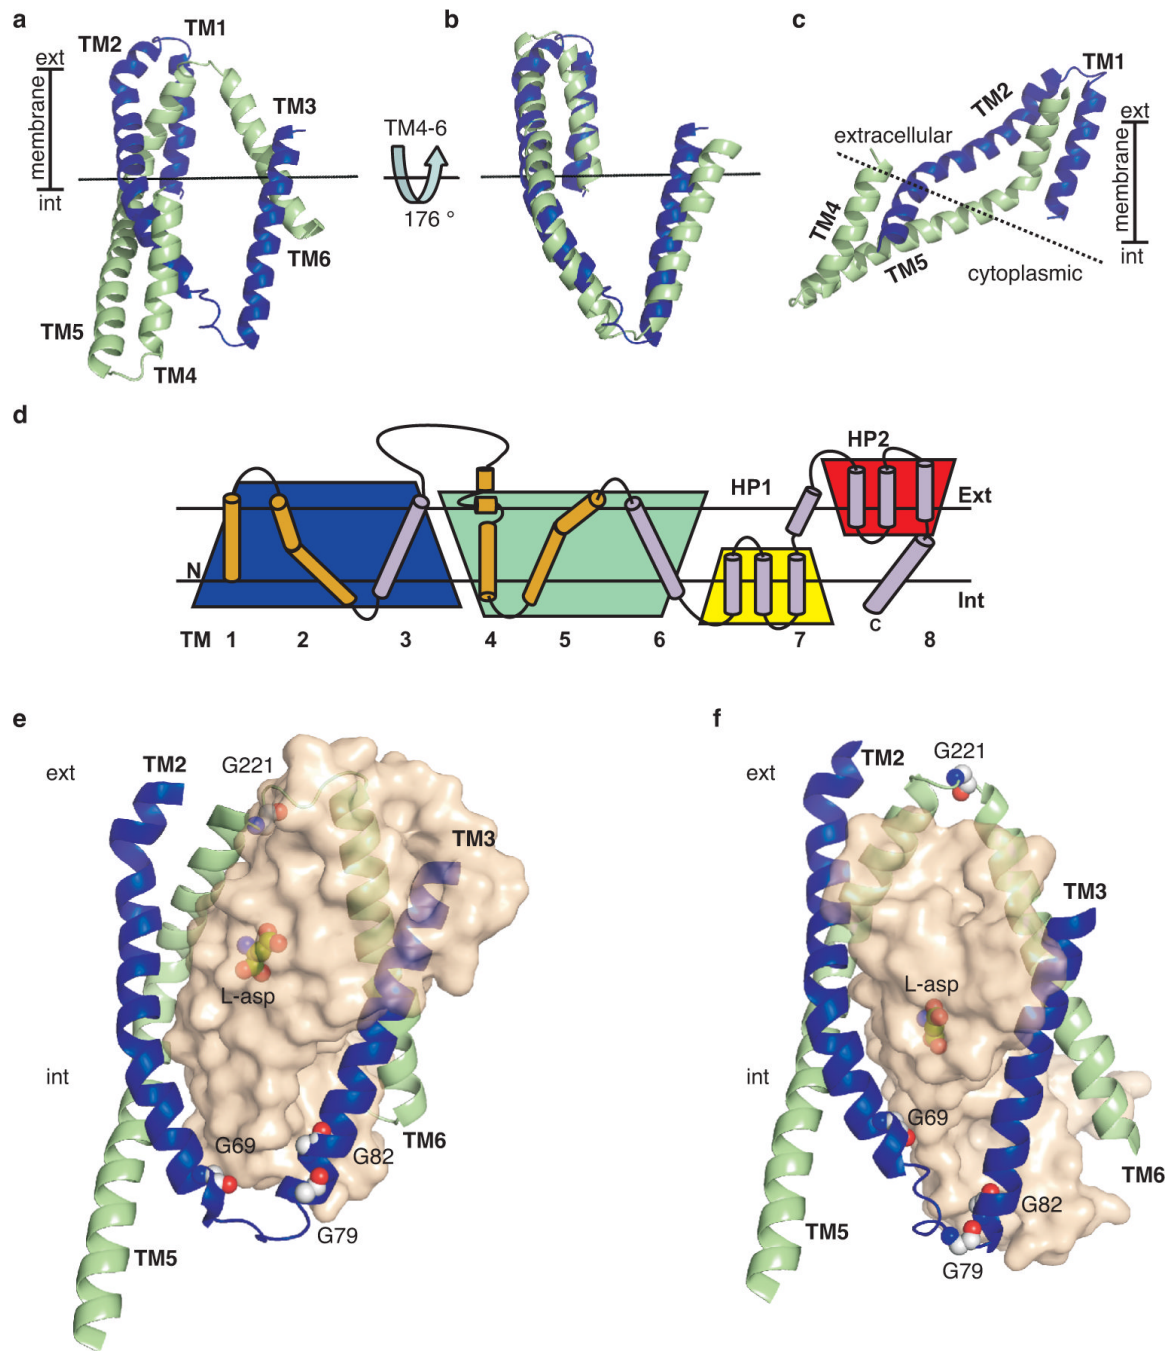 a
TM2
TM1
ext
membrane
int
TM3
TM6
TM5
TM4
TM4-6
176 °
b
c
TM1
TM2
extracellular
ext
membrane
int
TM4
TM5
cytoplasmic
d
HP2
HP1
Ext
N
Int
C
TM 1 2 3 4 5 6 7 8
e
ext
TM2
G221
TM3
L-asp
int
G69
G82
TM6
G79
TM5
f
ext
TM2
G221
TM3
L-asp
int
G69
G82
TM6
TM5
G79